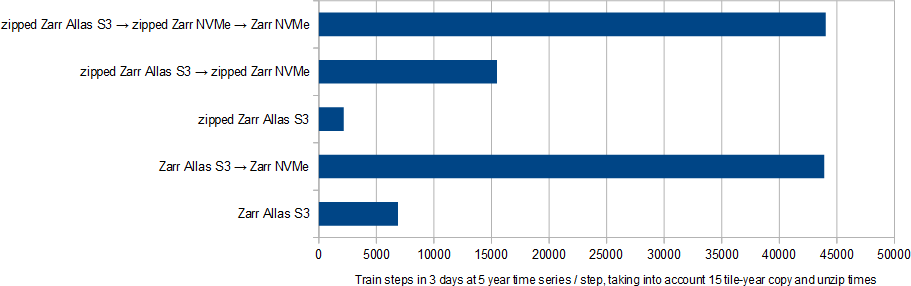 zipped Zarr Allas S3 → zipped Zarr NVMe → Zarr NVMe
zipped Zarr Allas S3 → zipped Zarr NVMe
zipped Zarr Allas S3
Zarr Allas S3 → Zarr NVMe
Zarr Allas S3
0 5000 10000 15000 20000 25000 30000 35000 40000 45000 50000
Train steps in 3 days at 5 year time series / step, taking into account 15 tile-year copy and unzip times